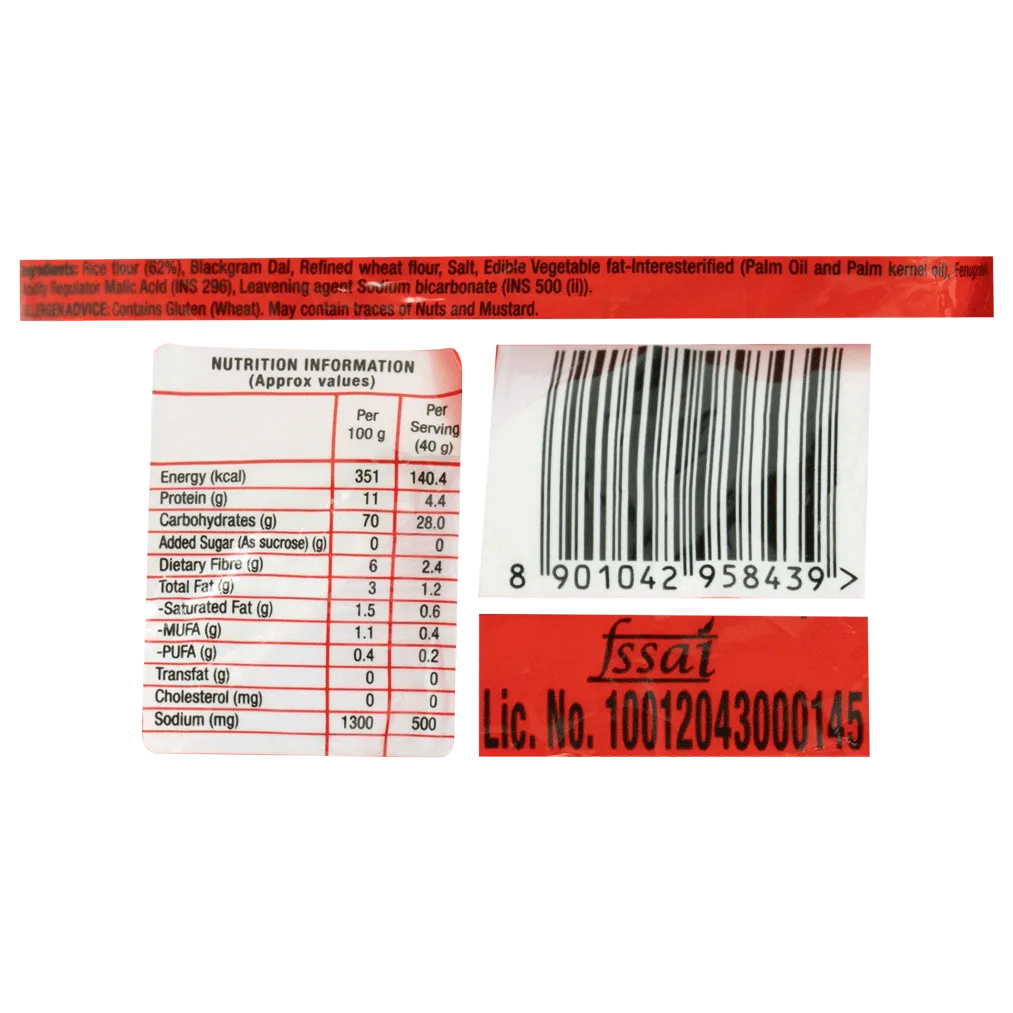 Ingredients: Rice flour (62%), Blackgram Dal, Refined wheat flour, Salt, Edible Vegetable fat-Interesterified (Palm Oil and Palm kernel oil),
Regulator Malic Acid (INS 296), Leavening agent Sodium bicarbonate (INS 500 (ii)).
ADVICE: Contains Gluten (Wheat). May contain traces of Nuts and Mustard.
NUTRITION INFORMATION
(Approx values)
Per 100 g Per Serving (40 g)
Energy (kcal) 351 140.4
Protein (g) 11 4.4
Carbohydrates (g) 70 28.0
Added Sugar (As sucrose) (g) 0 0
Dietary Fibre (g) 6 2.4
Total Fat (g) 3 1.2
-Saturated Fat (g) 1.5 0.6
-MUFA (g) 1.1 0.4
-PUFA (g) 0.4 0.2
Transfat (g) 0 0
Cholesterol (mg) 0 0
Sodium (mg) 1300 500
8 901042 958439 >
fssai
Lic. No. 10012043000145